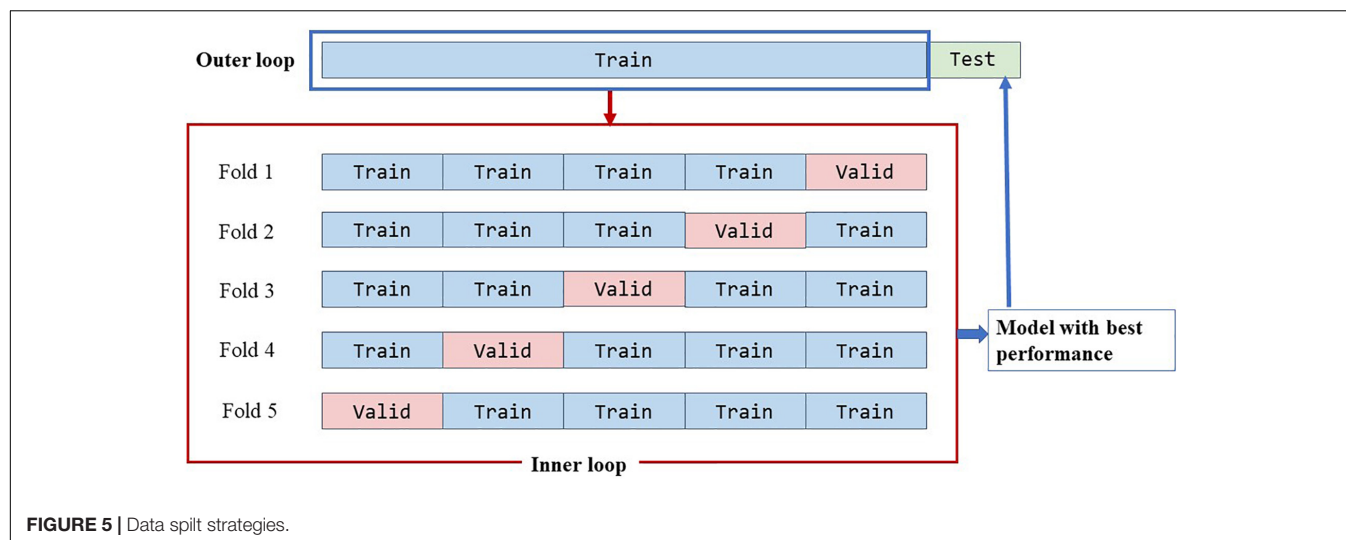 Outer loop Train Test
Fold 1 Train Train Train Train Valid
Fold 2 Train Train Train Valid Train
Fold 3 Train Train Valid Train Train
Fold 4 Train Valid Train Train Train
Fold 5 Valid Train Train Train Train
Inner loop
Model with best
performance
FIGURE 5 | Data spilt strategies.